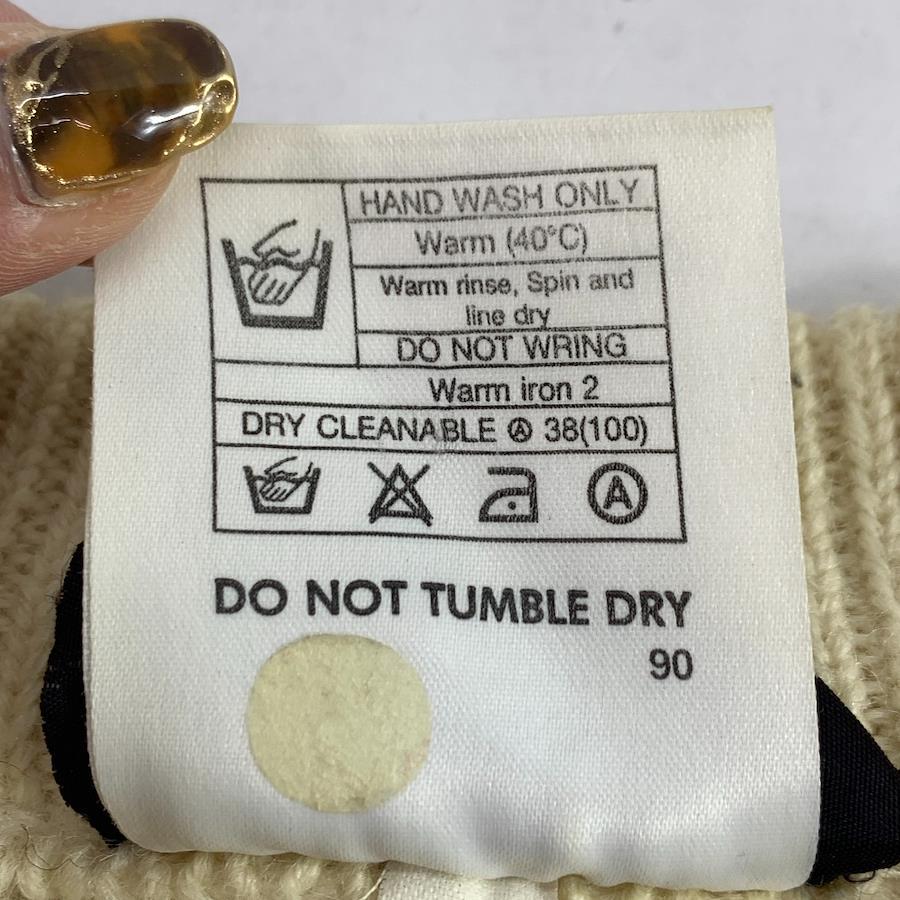 HAND WASH ONLY
Warm (40°C)
Warm rinse, Spin and
line dry
DO NOT WRING
Warm iron 2
DRY CLEANABLE Ⓐ 38(100)
Ⓐ
DO NOT TUMBLE DRY
90